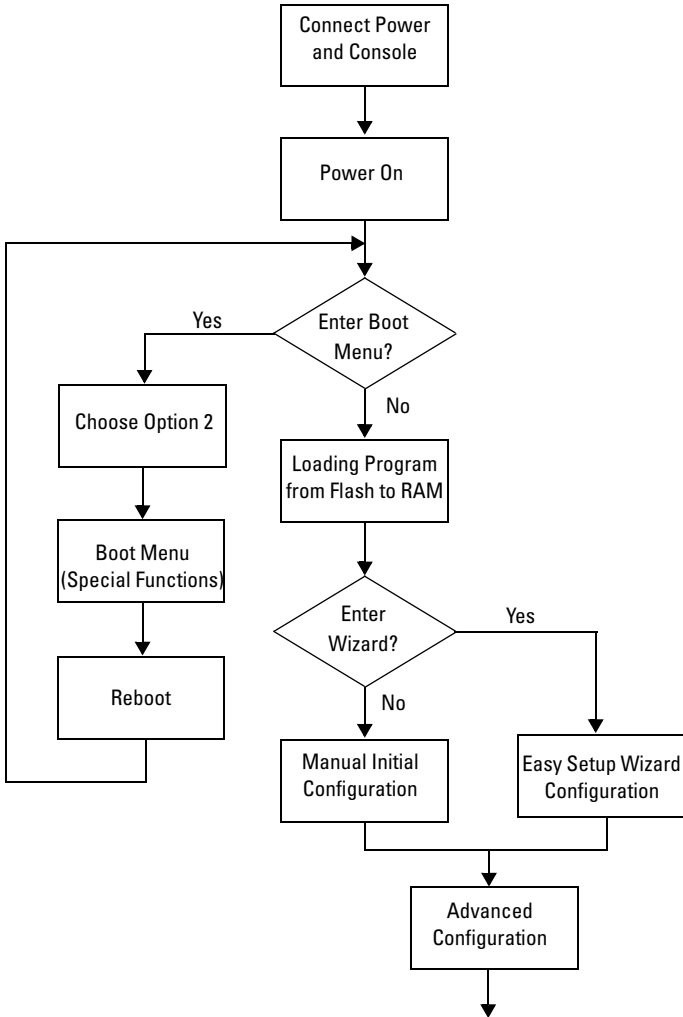 Connect Power
and Console
Power On
Enter Boot
Menu?
Yes
No
Choose Option 2
Loading Program
from Flash to RAM
Boot Menu
(Special Functions)
Enter
Wizard?
Yes
No
Reboot
Manual Initial
Configuration
Easy Setup Wizard
Configuration
Advanced
Configuration